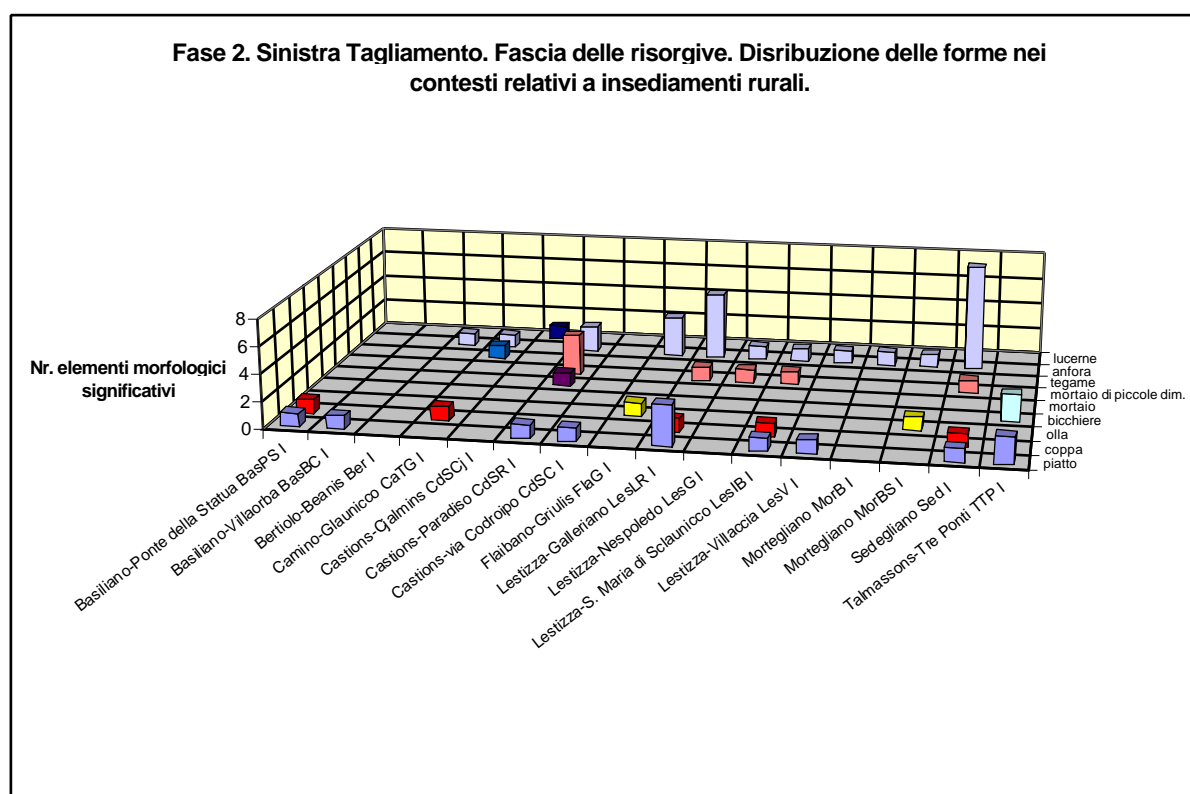 Fase 2. Sinistra Tagliamento. Fascia delle risorgive. Disribuzione delle forme nei
contesti relativi a insediamenti rurali.
Nr. elementi morfologici
significativi
8
6
4
2
0
lucerne
anfora
tegame
mortaio di piccole dim.
mortaio
bicchiere
olla
coppa
piatto
Basiliano-Ponte della Statua BasPS I
Basiliano-Villaorba BasBC I
Bertiolo-Beanis Ber I
Camino-Glaunicco CaTG I
Castions-Qjalmins CdSCj I
Castions-Paradiso CdSR I
Castions-via Codroipo CdSC I
Flaibano-Griulis FlaG I
Lestizza-Galleriano LesLR I
Lestizza-Nespoledo LesG I
Lestizza-S. Maria di Sclaunicco LesIB I
Lestizza-Villaccia LesV I
Mortegliano MorB I
Mortegliano MorBS I
Sedegliano Sed I
Talmassons-Tre Ponti TTP I